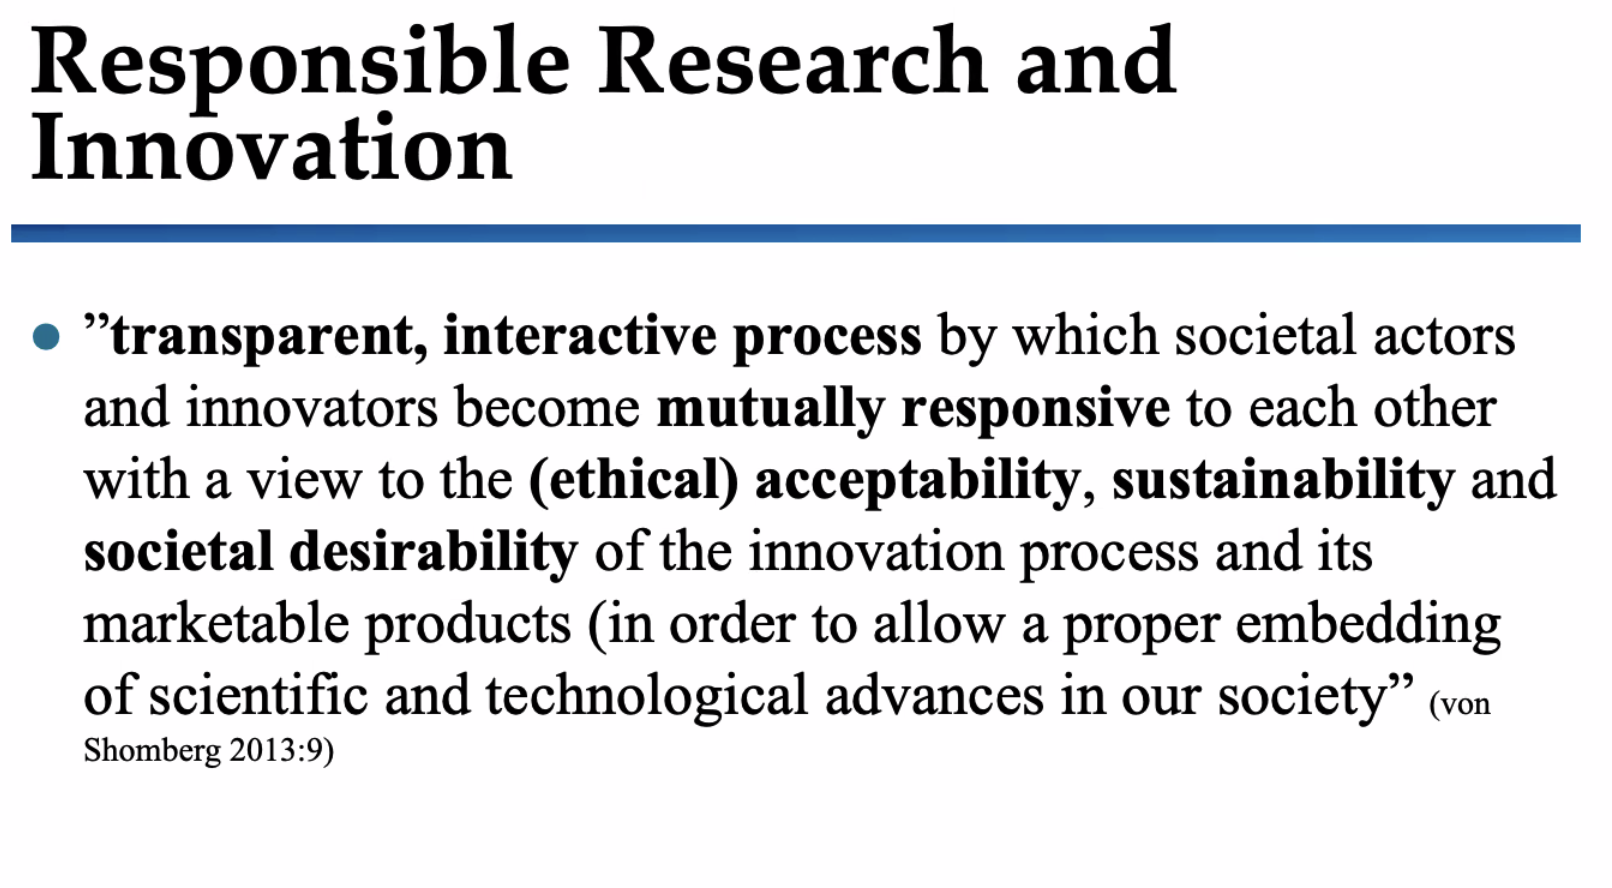 Responsible Research and
Innovation
”transparent, interactive process by which societal actors
and innovators become mutually responsive to each other
with a view to the (ethical) acceptability, sustainability and
societal desirability of the innovation process and its
marketable products (in order to allow a proper embedding
of scientific and technological advances in our society” (von
Shomberg 2013:9)